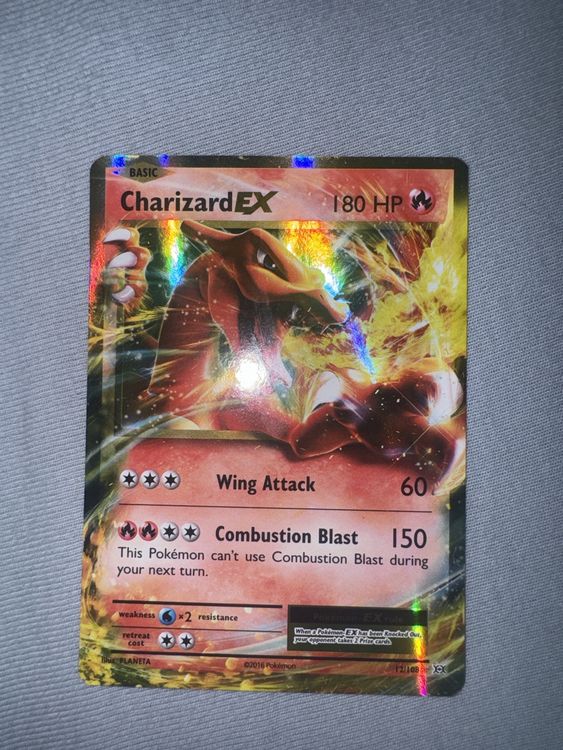 BASIC
CharizardEX 180 HP
Wing Attack 60
Combustion Blast 150
This Pokémon can't use Combustion Blast during
your next turn.
weakness ×2 resistance
retreat
cost
When a Pokémon-EX has been Knocked Out,
your opponent takes 2 Prize cards.
Illus. PLANETA ©2016 Pokémon 12/108